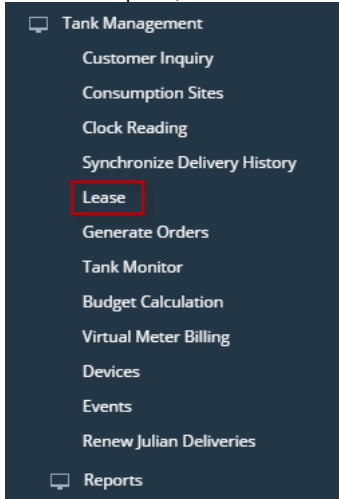 Tank Management
Customer Inquiry
Consumption Sites
Clock Reading
Synchronize Delivery History
Lease
Generate Orders
Tank Monitor
Budget Calculation
Virtual Meter Billing
Devices
Events
Renew Julian Deliveries
Reports